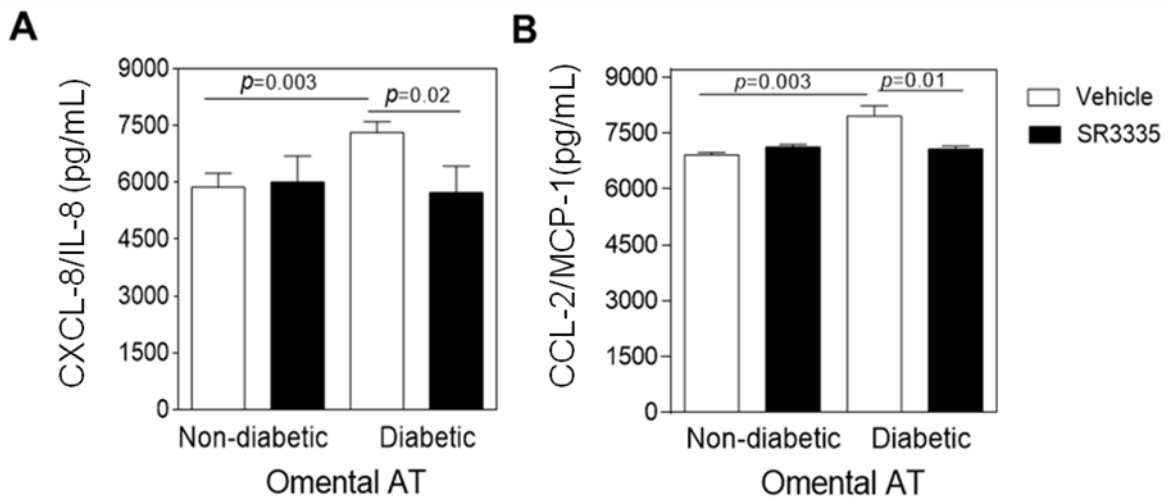 A
CXCL-8/IL-8 (pg/mL)
9000
7500
6000
4500
3000
1500
0
p=0.003
p=0.02
Non-diabetic
Diabetic
Omental AT
B
CCL-2/MCP-1(pg/mL)
9000
7500
6000
4500
3000
1500
0
p=0.003
p=0.01
Non-diabetic
Diabetic
Omental AT
Vehicle
SR3335